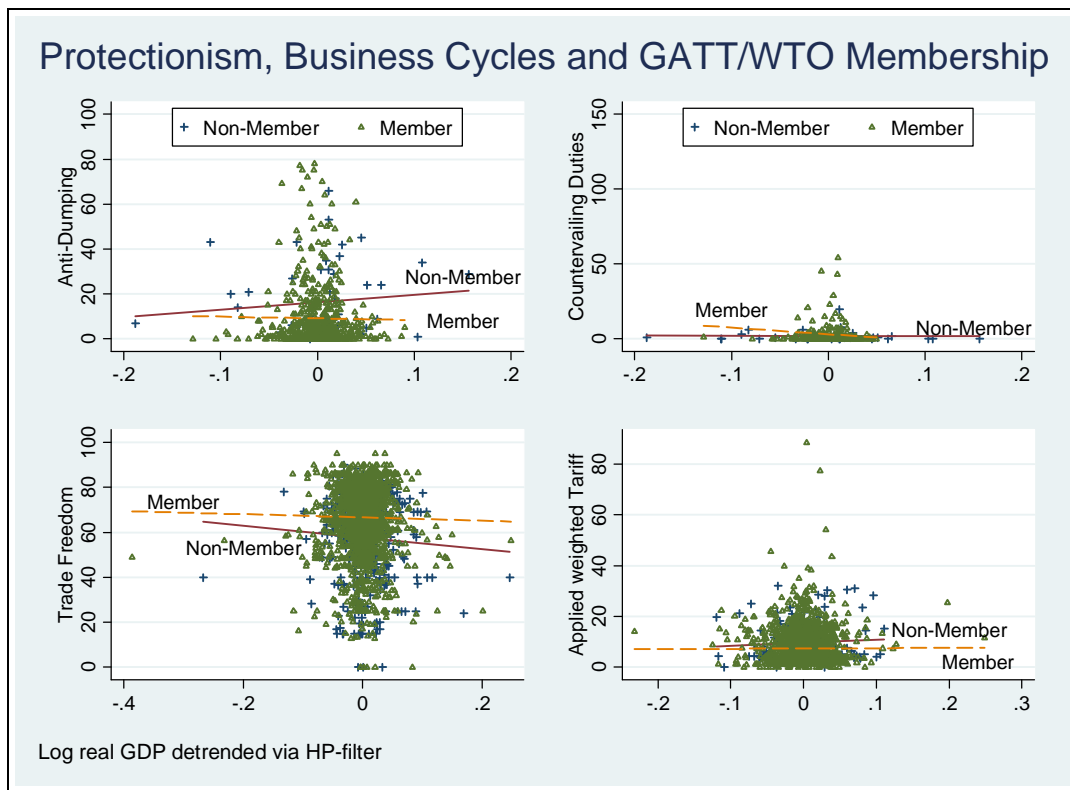 Protectionism, Business Cycles and GATT/WTO Membership
Non-Member Member
Anti-Dumping
100
80
60
40
20
0
Non-Member
Member
-.2 -.1 0 .1 .2
Non-Member Member
Countervailing Duties
150
100
50
0
Member
Non-Member
-.2 -.1 0 .1 .2
Trade Freedom
100
80
60
40
20
0
Member
Non-Member
-.4 -.2 0 .2
Applied weighted Tariff
80
60
40
20
0
Non-Member
Member
-.2 -.1 0 .1 .2 .3
Log real GDP detrended via HP-filter